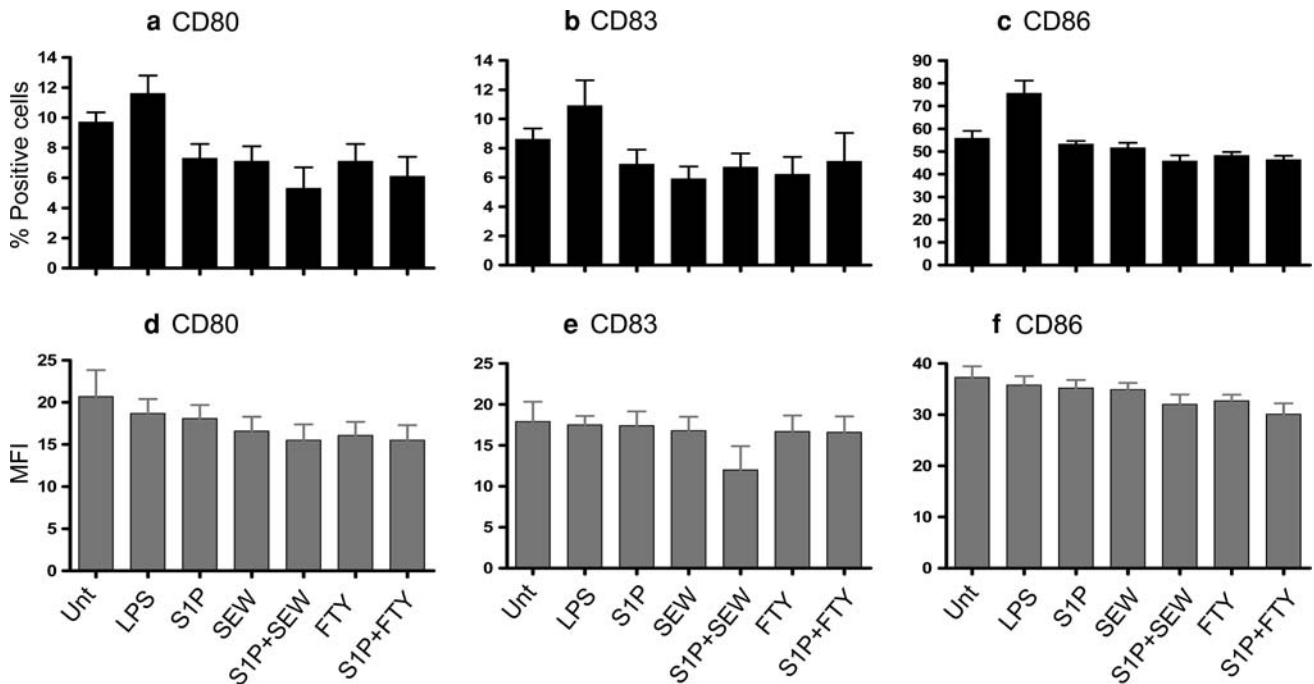 a CD80
b CD83
c CD86
% Positive cells
14
12
10
8
6
4
2
0
14
12
10
8
6
4
2
0
90
80
70
60
50
40
30
20
10
0
d CD80
e CD83
f CD86
MFI
25
20
15
10
5
0
25
20
15
10
5
0
40
30
20
10
0
Unt
LPS
S1P
SEW
S1P+SEW
FTY
S1P+FTY
Unt
LPS
S1P
SEW
S1P+SEW
FTY
S1P+FTY
Unt
LPS
S1P
SEW
S1P+SEW
FTY
S1P+FTY